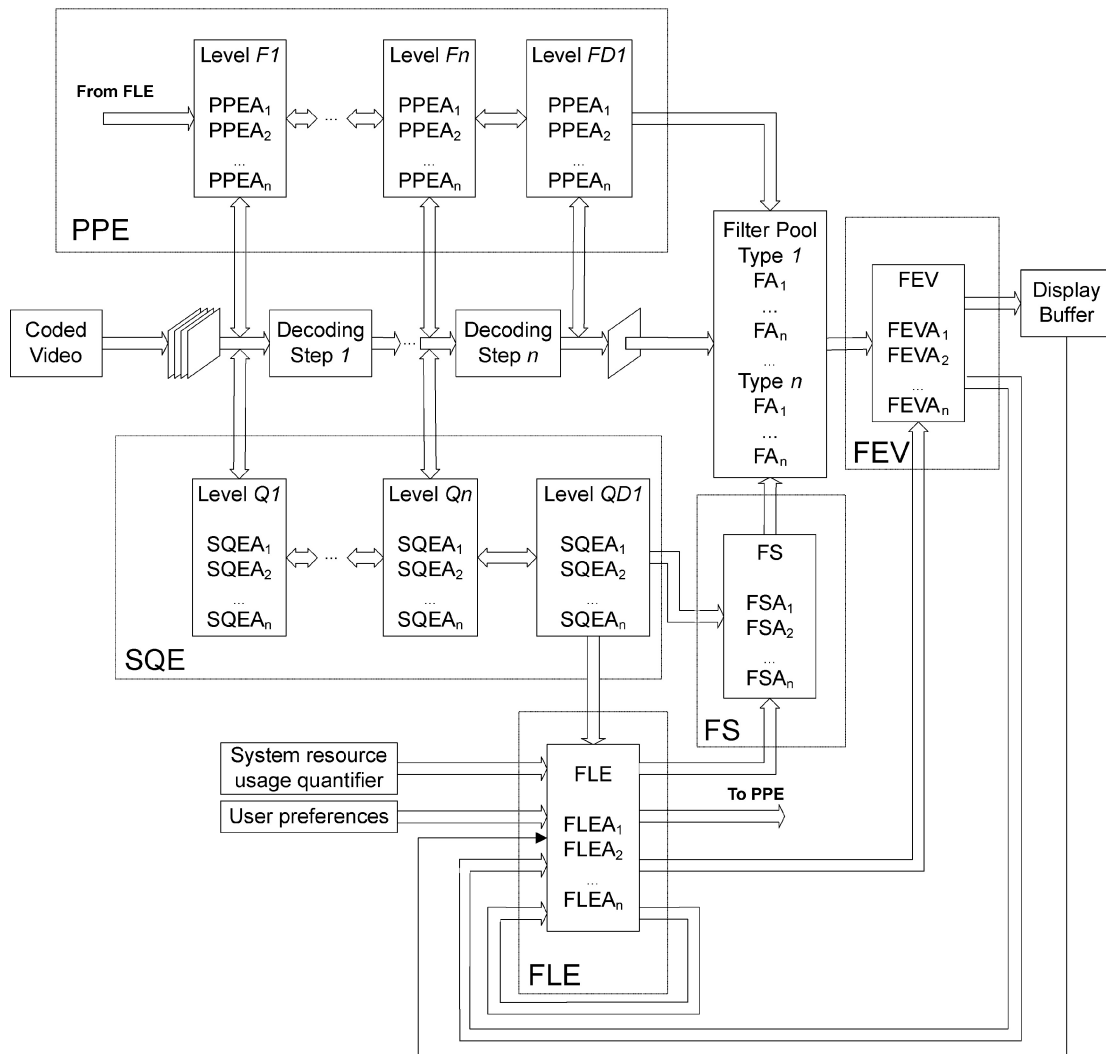 From FLE
Level F1
PPEA1
PPEA2
...
PPEAn
...
Level Fn
PPEA1
PPEA2
...
PPEAn
Level FD1
PPEA1
PPEA2
...
PPEAn
PPE
Coded
Video
Decoding
Step 1
...
Decoding
Step n
Filter Pool
Type 1
FA1
...
FAn
...
Type n
FA1
...
FAn
FEV
FEVA1
FEVA2
...
FEVAn
FEV
Display
Buffer
Level Q1
SQEA1
SQEA2
...
SQEAn
...
Level Qn
SQEA1
SQEA2
...
SQEAn
Level QD1
SQEA1
SQEA2
...
SQEAn
SQE
FS
FSA1
FSA2
...
FSAn
FS
System resource
usage quantifier
User preferences
FLE
FLEA1
FLEA2
...
FLEAn
FLE
To PPE